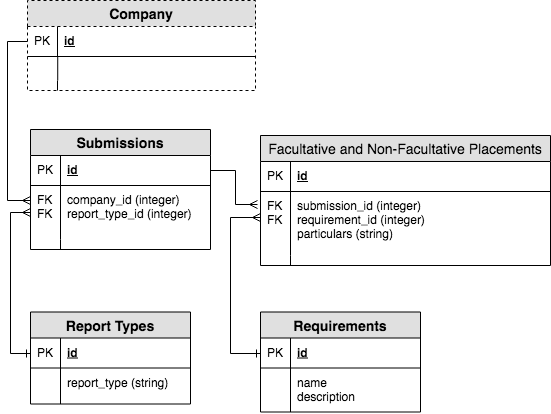 Company
PK id
Submissions
PK id
FK company_id (integer)
FK report_type_id (integer)
Facultative and Non-Facultative Placements
PK id
FK submission_id (integer)
FK requirement_id (integer)
particulars (string)
Report Types
PK id
report_type (string)
Requirements
PK id
name
description